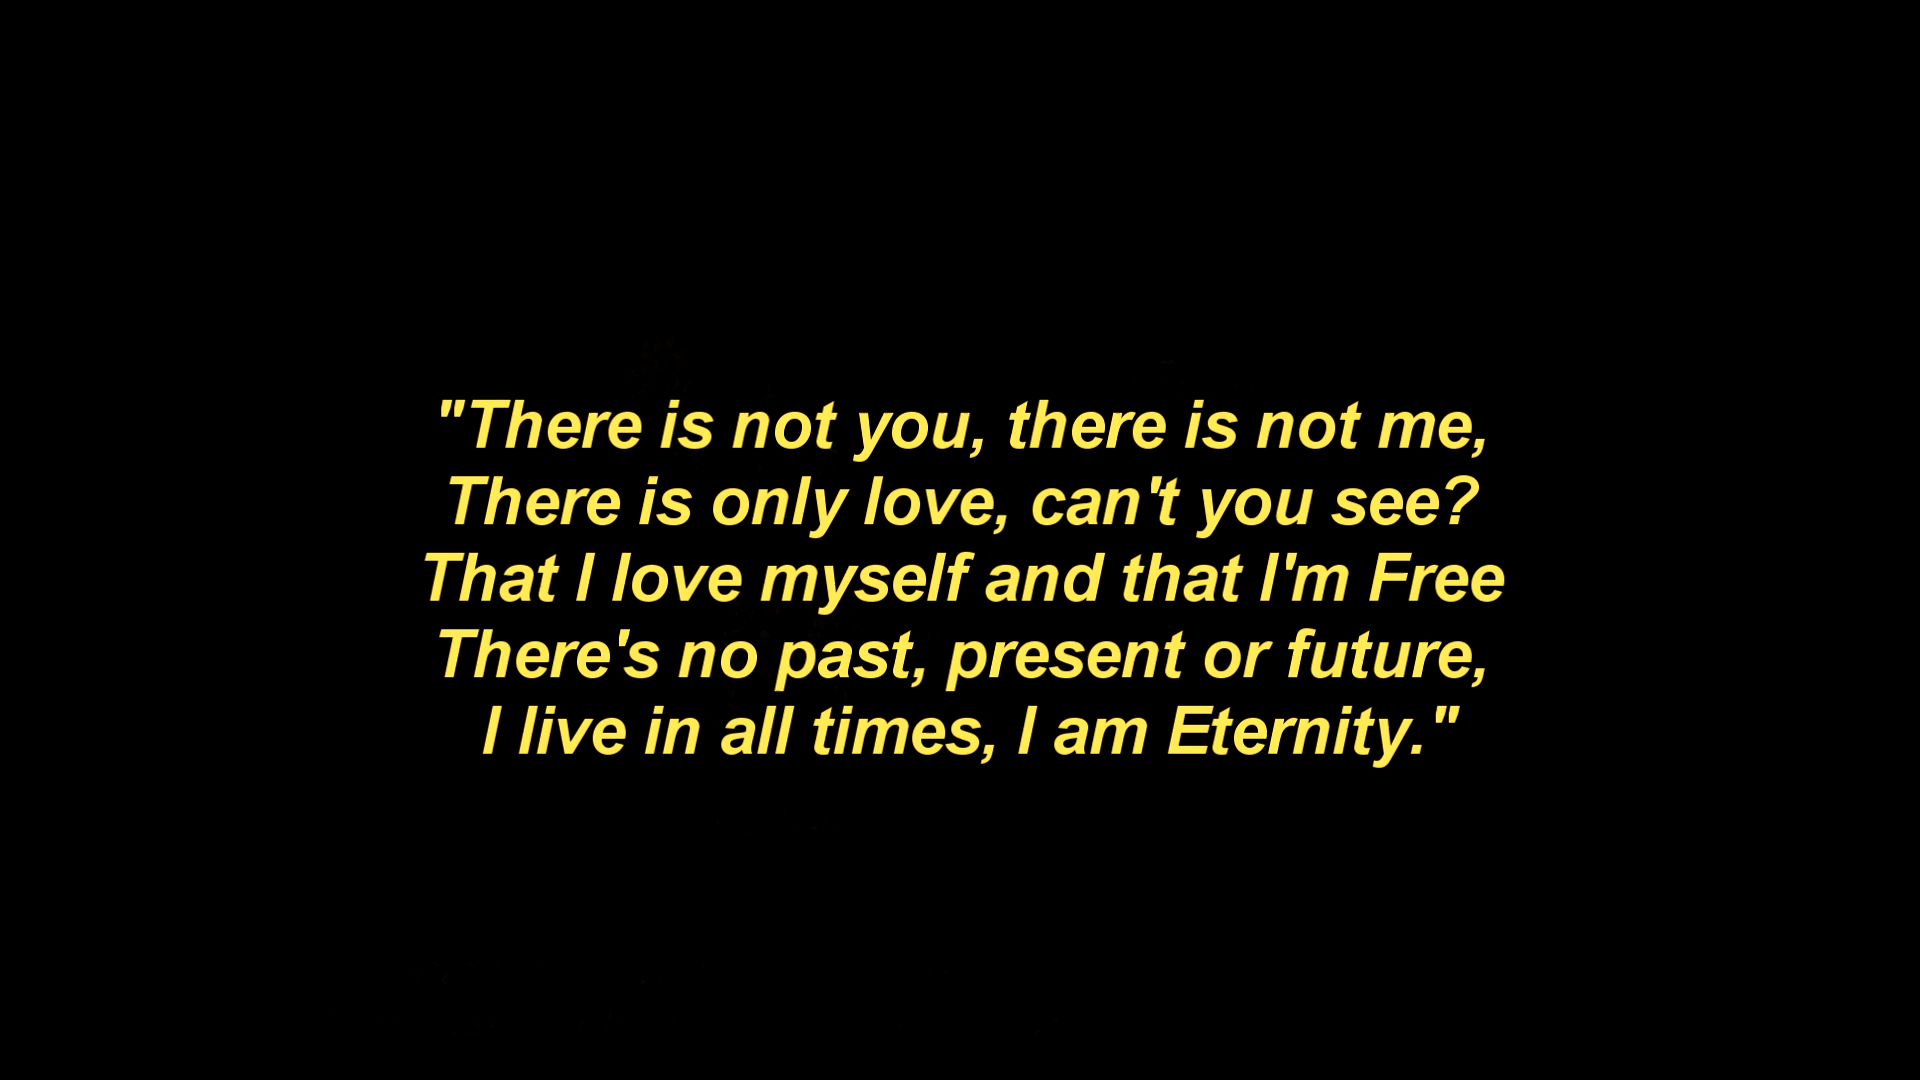 "There is not you, there is not me,
There is only love, can't you see?
That I love myself and that I'm Free
There's no past, present or future,
I live in all times, I am Eternity."